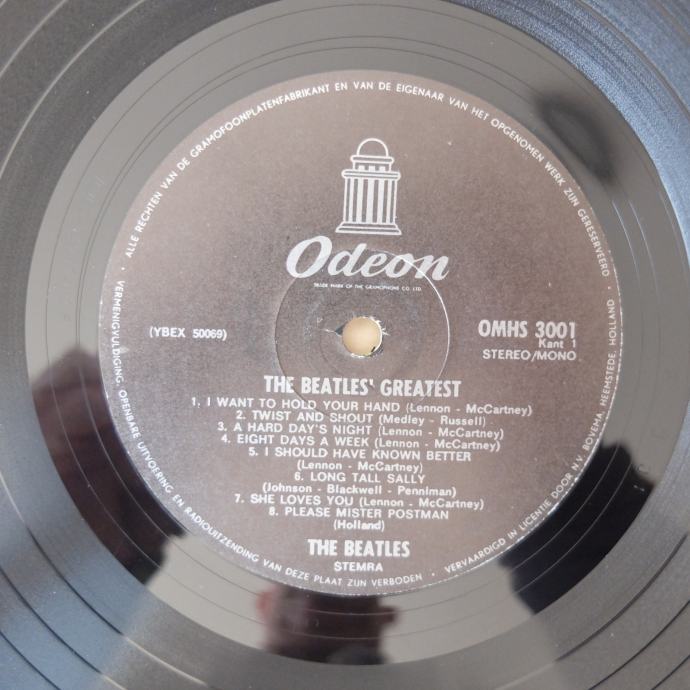 ALLE RECHTEN VAN DE GRAMOFOONPLATENFABRIKANT EN VAN DE EIGENAAR VAN HET OPGENOMEN WERK ZIJN GERESERVEERD
Odeon
TRADE MARK OF THE GRAMOPHONE CO. LTD.
(YBEX 50069)
OMHS 3001
Kant 1
STEREO/MONO
THE BEATLES' GREATEST
1. I WANT TO HOLD YOUR HAND (Lennon - McCartney)
2. TWIST AND SHOUT (Medley - Russell)
3. A HARD DAY'S NIGHT (Lennon - McCartney)
4. EIGHT DAYS A WEEK (Lennon - McCartney)
5. I SHOULD HAVE KNOWN BETTER
(Lennon - McCartney)
6. LONG TALL SALLY
(Johnson - Blackwell - Penniman)
7. SHE LOVES YOU (Lennon - McCartney)
8. PLEASE MISTER POSTMAN
(Holland)
THE BEATLES
STEMRA
VERMENIGVULDIGING, OPENBARE UITVOERING EN RADIOUITZENDING VAN DEZE PLAAT ZIJN VERBODEN · VERVAARDIGD IN LICENTIE DOOR N.V. BOVEMA, HEEMSTEDE, HOLLAND ·